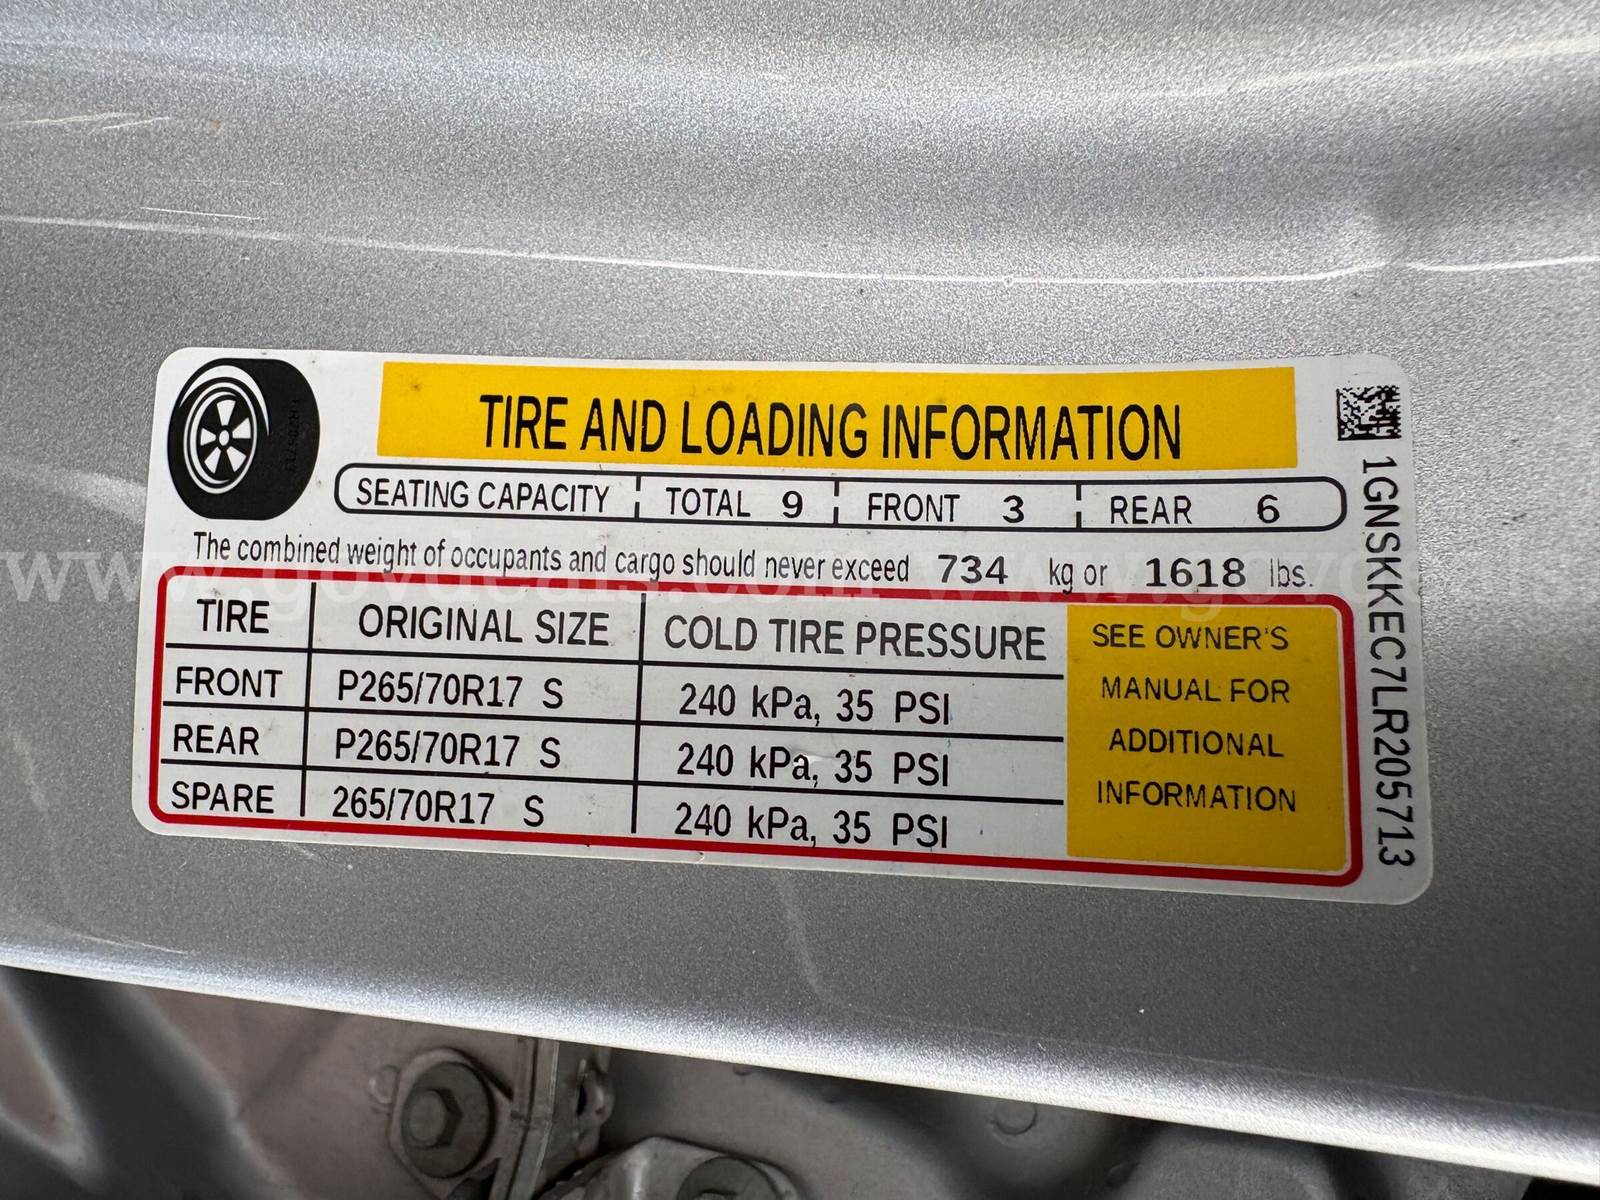 TIRE AND LOADING INFORMATION
SEATING CAPACITY TOTAL 9 FRONT 3 REAR 6
The combined weight of occupants and cargo should never exceed 734 kg or 1618 lbs.
TIRE ORIGINAL SIZE COLD TIRE PRESSURE
FRONT P265/70R17 S 240 kPa, 35 PSI
REAR P265/70R17 S 240 kPa, 35 PSI
SPARE 265/70R17 S 240 kPa, 35 PSI
SEE OWNER'S
MANUAL FOR
ADDITIONAL
INFORMATION
1GNSKKEC7LR205713
www.govdeals.com